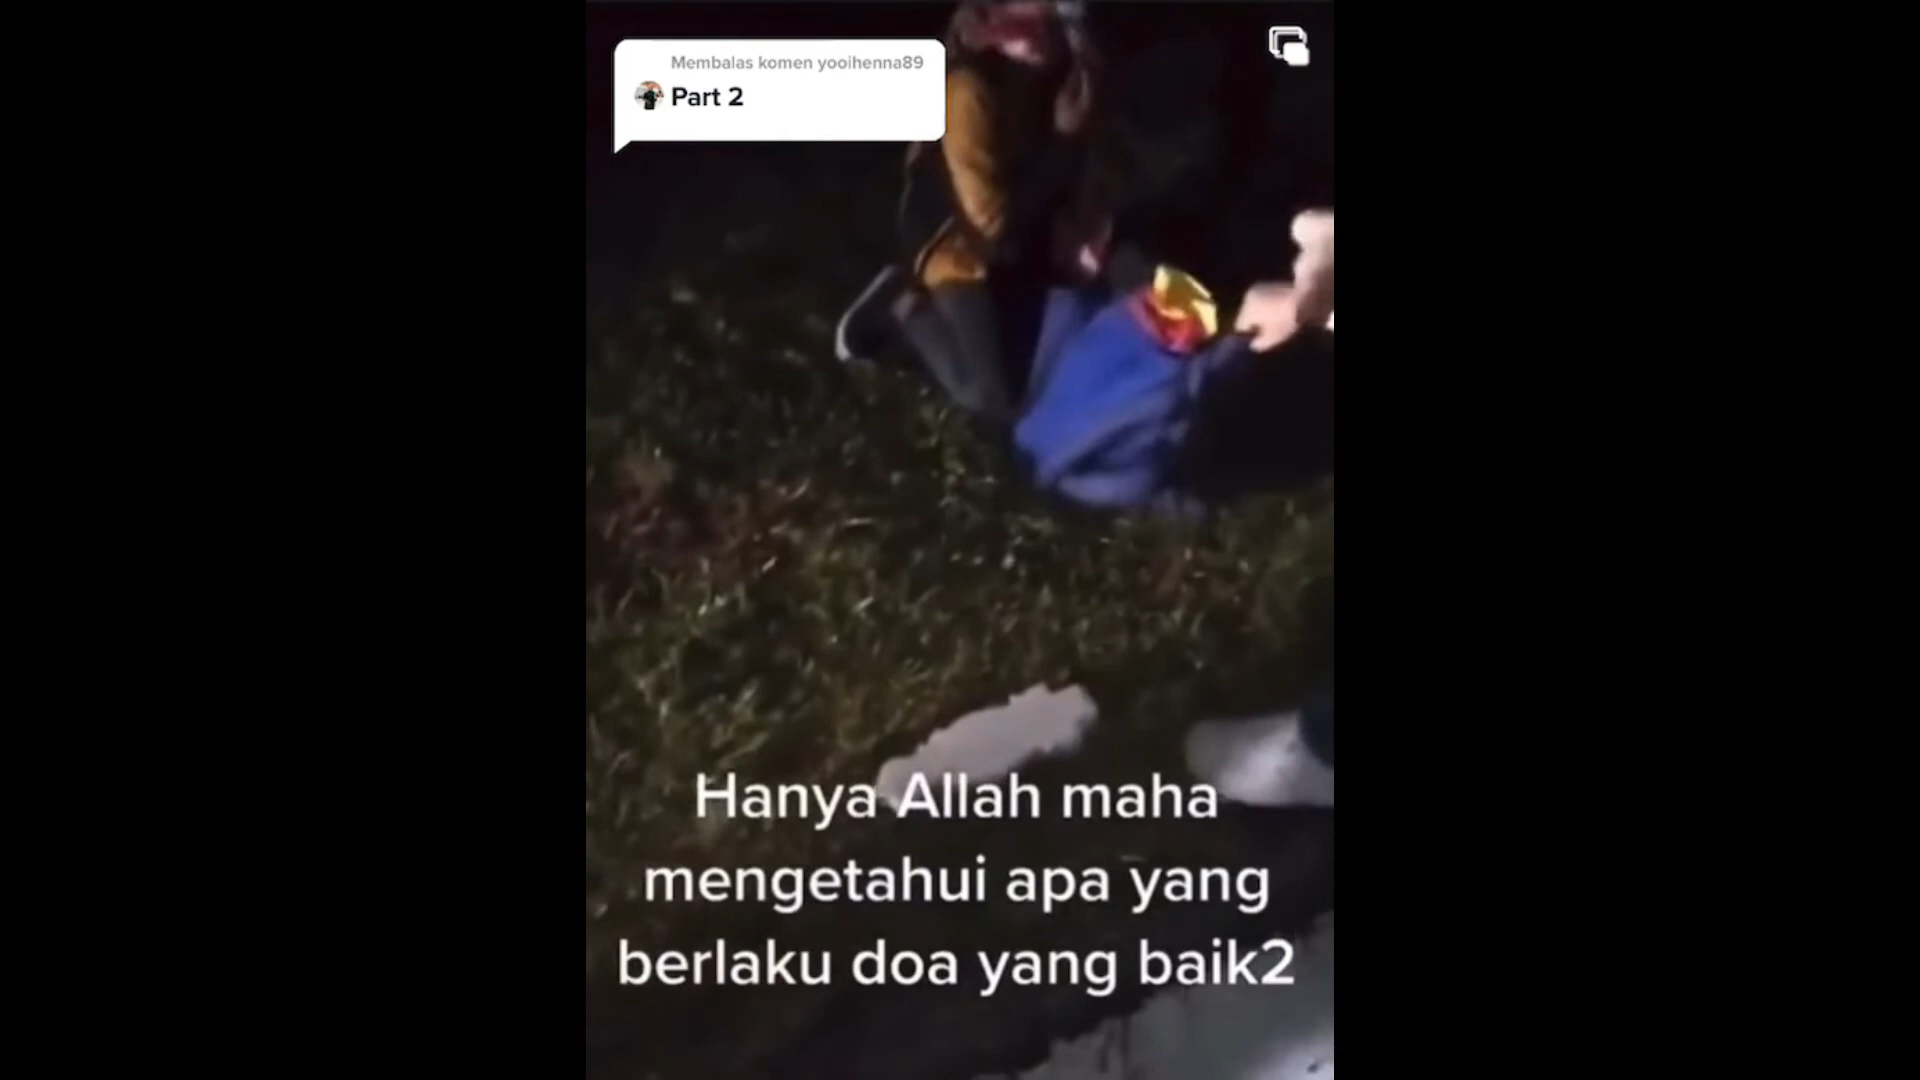 Membalas komen yooihenna89
Part 2
Hanya Allah maha
mengetahui apa yang
berlaku doa yang baik2